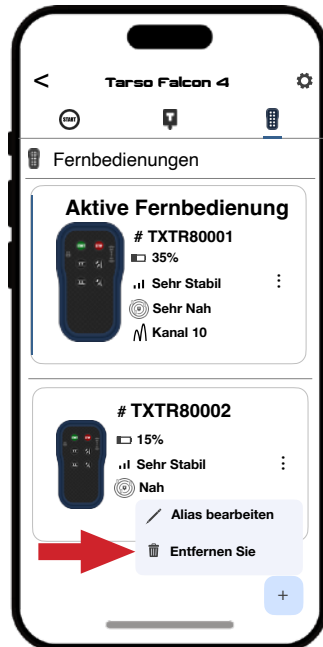 <
Tarso Falcon 4
START
T
Fernbedienungen
Aktive Fernbedienung
# TXTR80001
35%
Sehr Stabil
Sehr Nah
Kanal 10
# TXTR80002
15%
Sehr Stabil
Nah
Alias bearbeiten
Entfernen Sie
+